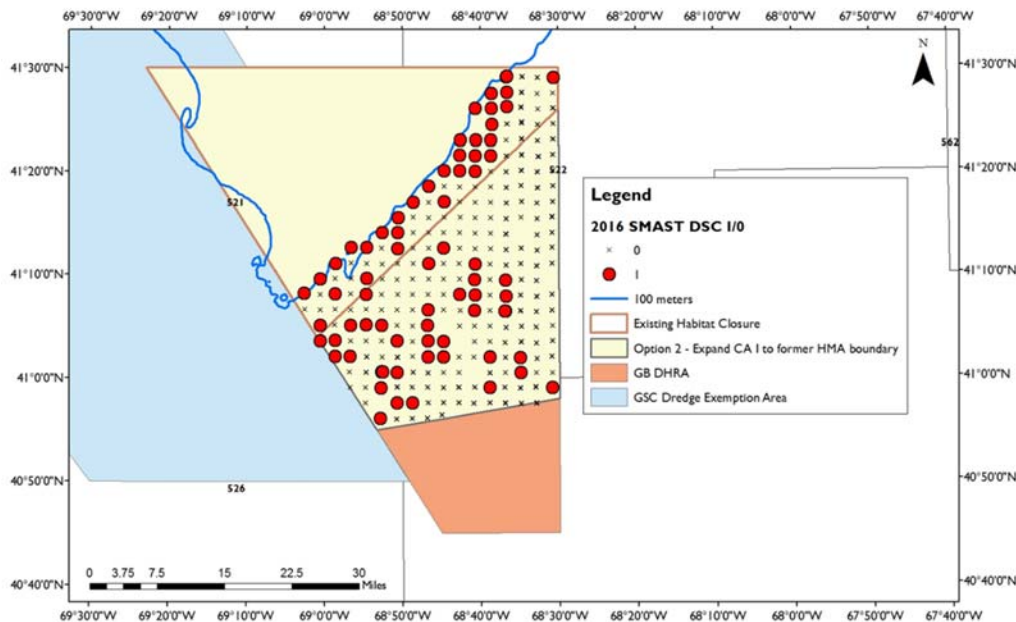 69°30'0"W 69°20'0"W 69°10'0"W 69°0'0"W 68°50'0"W 68°40'0"W 68°30'0"W 68°20'0"W 68°10'0"W 68°0'0"W 67°50'0"W 67°40'0"W
N
41°30'0"N 41°30'0"N
562
41°20'0"N 522 41°20'0"N
521
Legend
2016 SMAST DSC I/0
0
41°10'0"N 1 41°10'0"N
100 meters
Existing Habitat Closure
Option 2 - Expand CA I to former HMA boundary
41°0'0"N GB DHRA 41°0'0"N
GSC Dredge Exemption Area
40°50'0"N 40°50'0"N
526
0 3.75 7.5 15 22.5 30
Miles
40°40'0"N 40°40'0"N
69°30'0"W 69°20'0"W 69°10'0"W 69°0'0"W 68°50'0"W 68°40'0"W 68°30'0"W 68°20'0"W 68°10'0"W 68°0'0"W 67°50'0"W 67°40'0"W